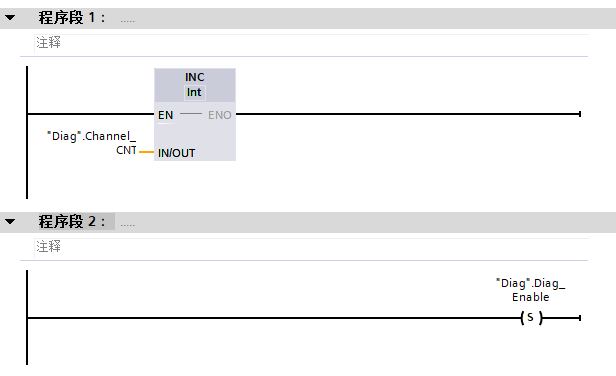 程序段 1： .....
注释
INC
Int
EN
ENO
"Diag".Channel_
CNT
IN/OUT
程序段 2： .....
注释
"Diag".Diag_
Enable
S